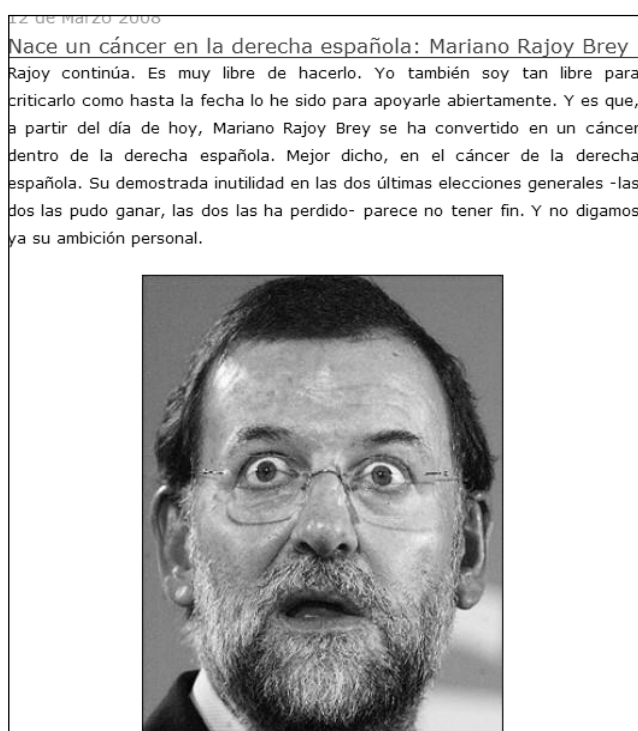 12 de Marzo 2008
Nace un cáncer en la derecha española: Mariano Rajoy Brey
Rajoy continúa. Es muy libre de hacerlo. Yo también soy tan libre para
criticarlo como hasta la fecha lo he sido para apoyarle abiertamente. Y es que,
a partir del día de hoy, Mariano Rajoy Brey se ha convertido en un cáncer
dentro de la derecha española. Mejor dicho, en el cáncer de la derecha
española. Su demostrada inutilidad en las dos últimas elecciones generales -las
dos las pudo ganar, las dos las ha perdido- parece no tener fin. Y no digamos
ya su ambición personal.